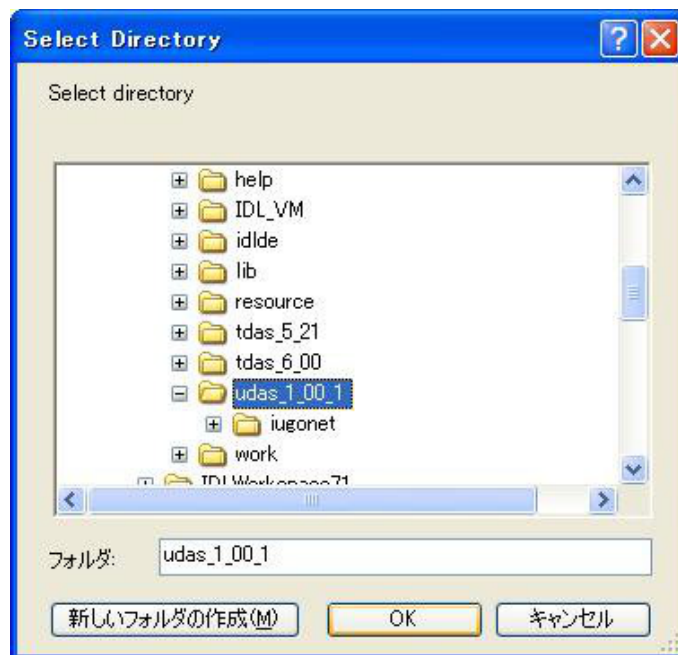 Select Directory
Select directory
help
IDL_VM
idlde
lib
resource
tdas_5_21
tdas_6_00
udas_1_00_1
iugonet
work
IDLWorkspace71
フォルダ:
udas_1_00_1
新しいフォルダの作成(M)
OK
キャンセル